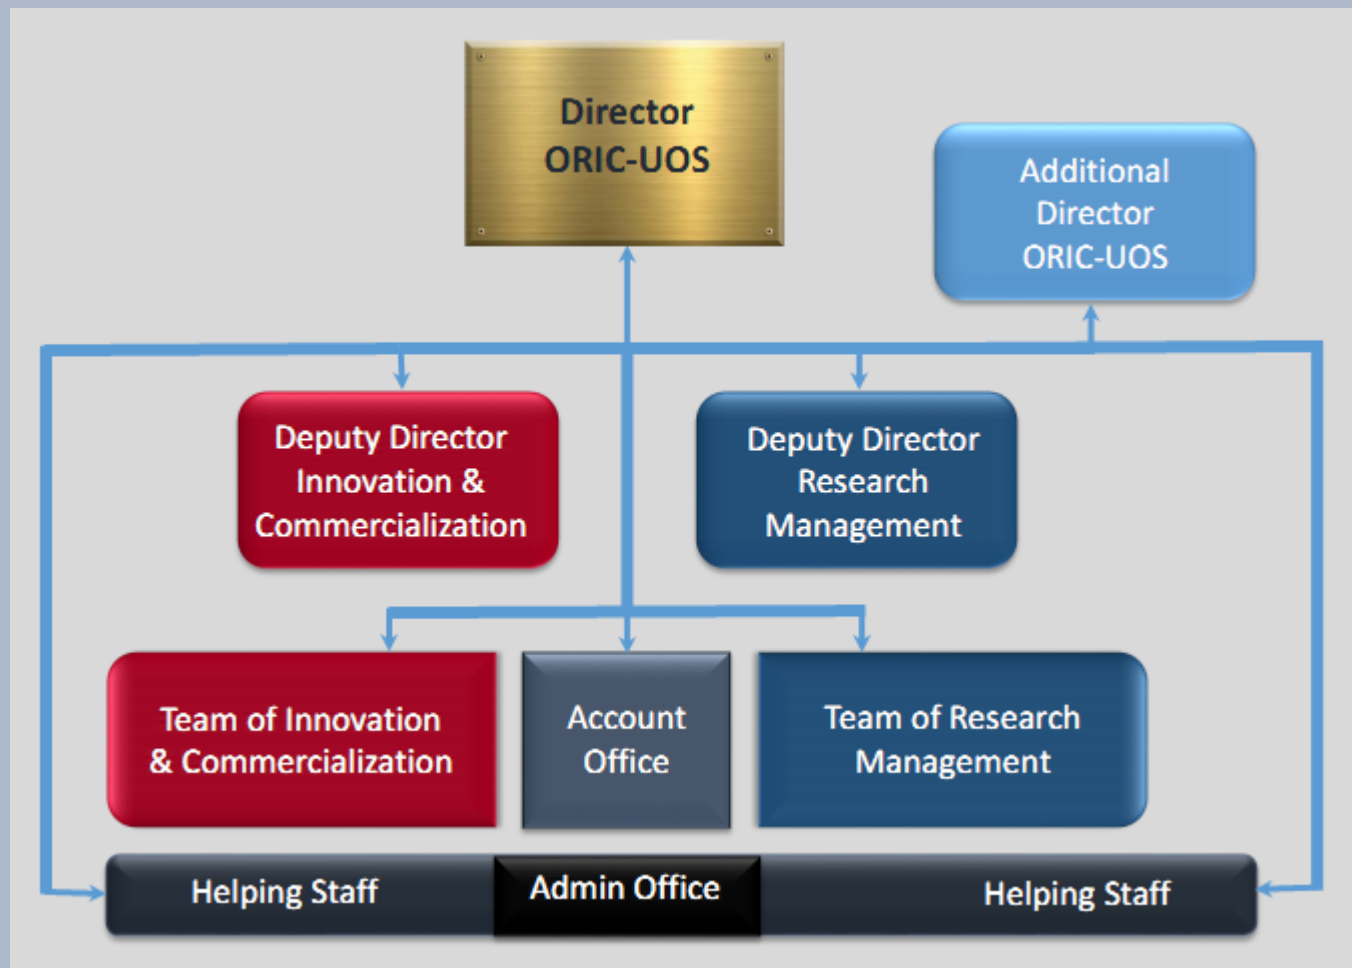 Director
ORIC-UOS
Additional
Director
ORIC-UOS
Deputy Director
Innovation &
Commercialization
Deputy Director
Research
Management
Team of Innovation
& Commercialization
Account
Office
Team of Research
Management
Helping Staff
Admin Office
Helping Staff